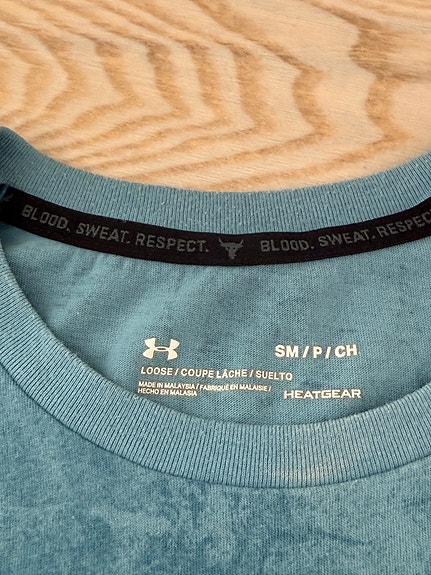 BLOOD. SWEAT. RESPECT. BLOOD. SWEAT. RESPECT.
SM / P / CH
LOOSE / COUPE LÂCHE / SUELTO
MADE IN MALAYSIA / FABRIQUÉ EN MALAISIE /
HECHO EN MALASIA
HEATGEAR